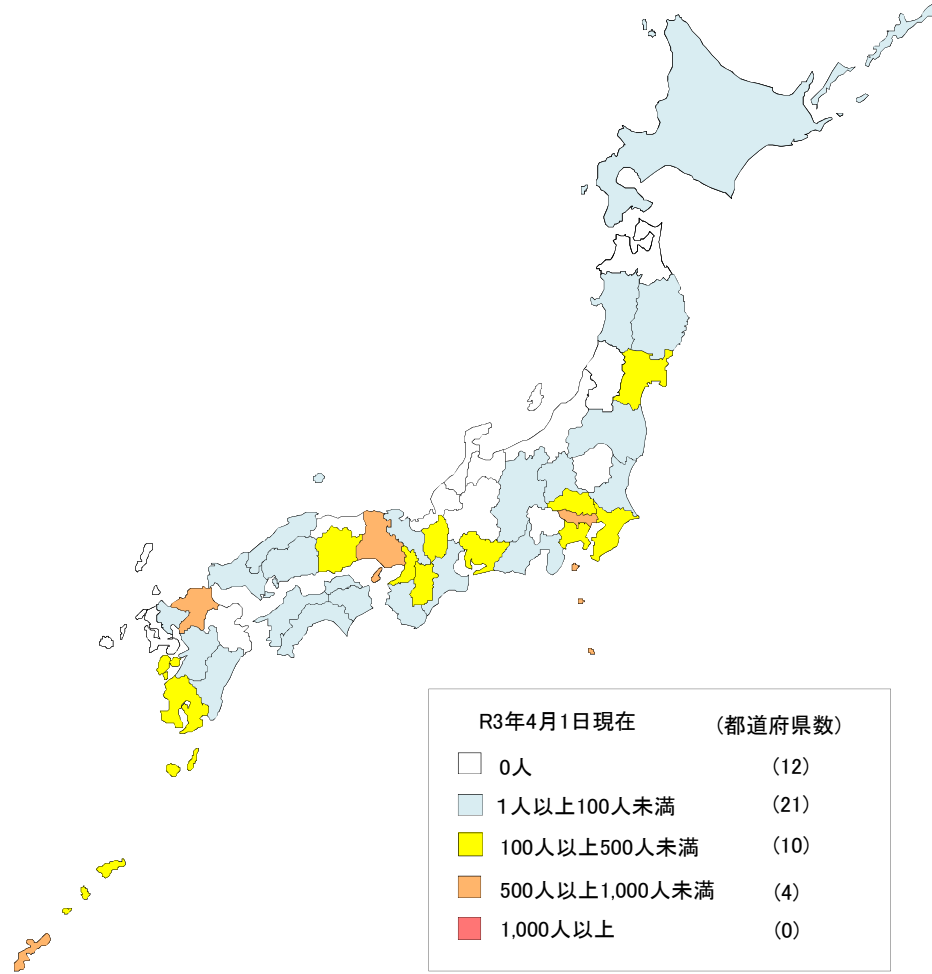 R3年4月1日現在 (都道府県数)
0人 (12)
1人以上100人未満 (21)
100人以上500人未満 (10)
500人以上1,000人未満 (4)
1,000人以上 (0)